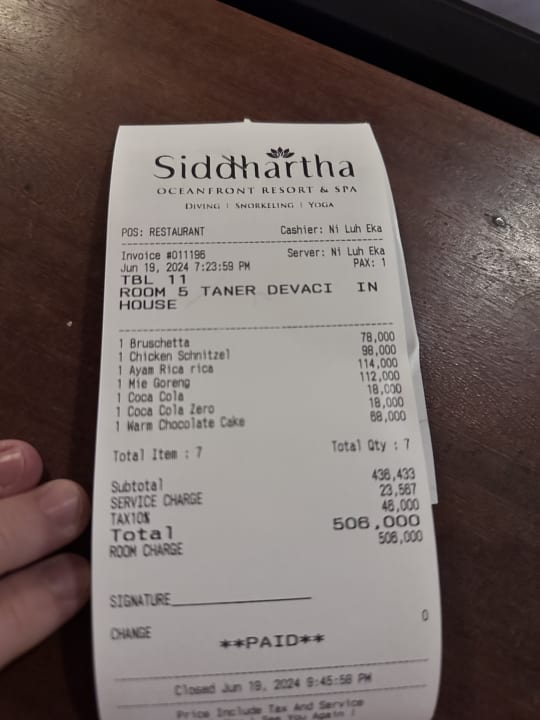 Siddhartha
OCEANFRONT RESORT & SPA
DIVING | SNORKELING | YOGA
POS: RESTAURANT Cashier: Ni Luh Eka
Invoice #011196 Server: Ni Luh Eka
Jun 19, 2024 7:23:59 PM PAX: 1
TBL 11
ROOM 5 TANER DEVACI IN
HOUSE
1 Bruschetta 78,000
1 Chicken Schnitzel 98,000
1 Ayam Rica rica 114,000
1 Mie Goreng 112,000
1 Coca Cola 18,000
1 Coca Cola Zero 18,000
1 Warm Chocolate Cake 68,000
Total Item : 7 Total Qty : 7
Subtotal 436,433
SERVICE CHARGE 23,567
TAX10% 46,000
Total 506,000
ROOM CHARGE 506,000
SIGNATURE
CHANGE 0
**PAID**
Closed Jun 19, 2024 9:45:58 PM
Price Include Tax And Service
See You Again !